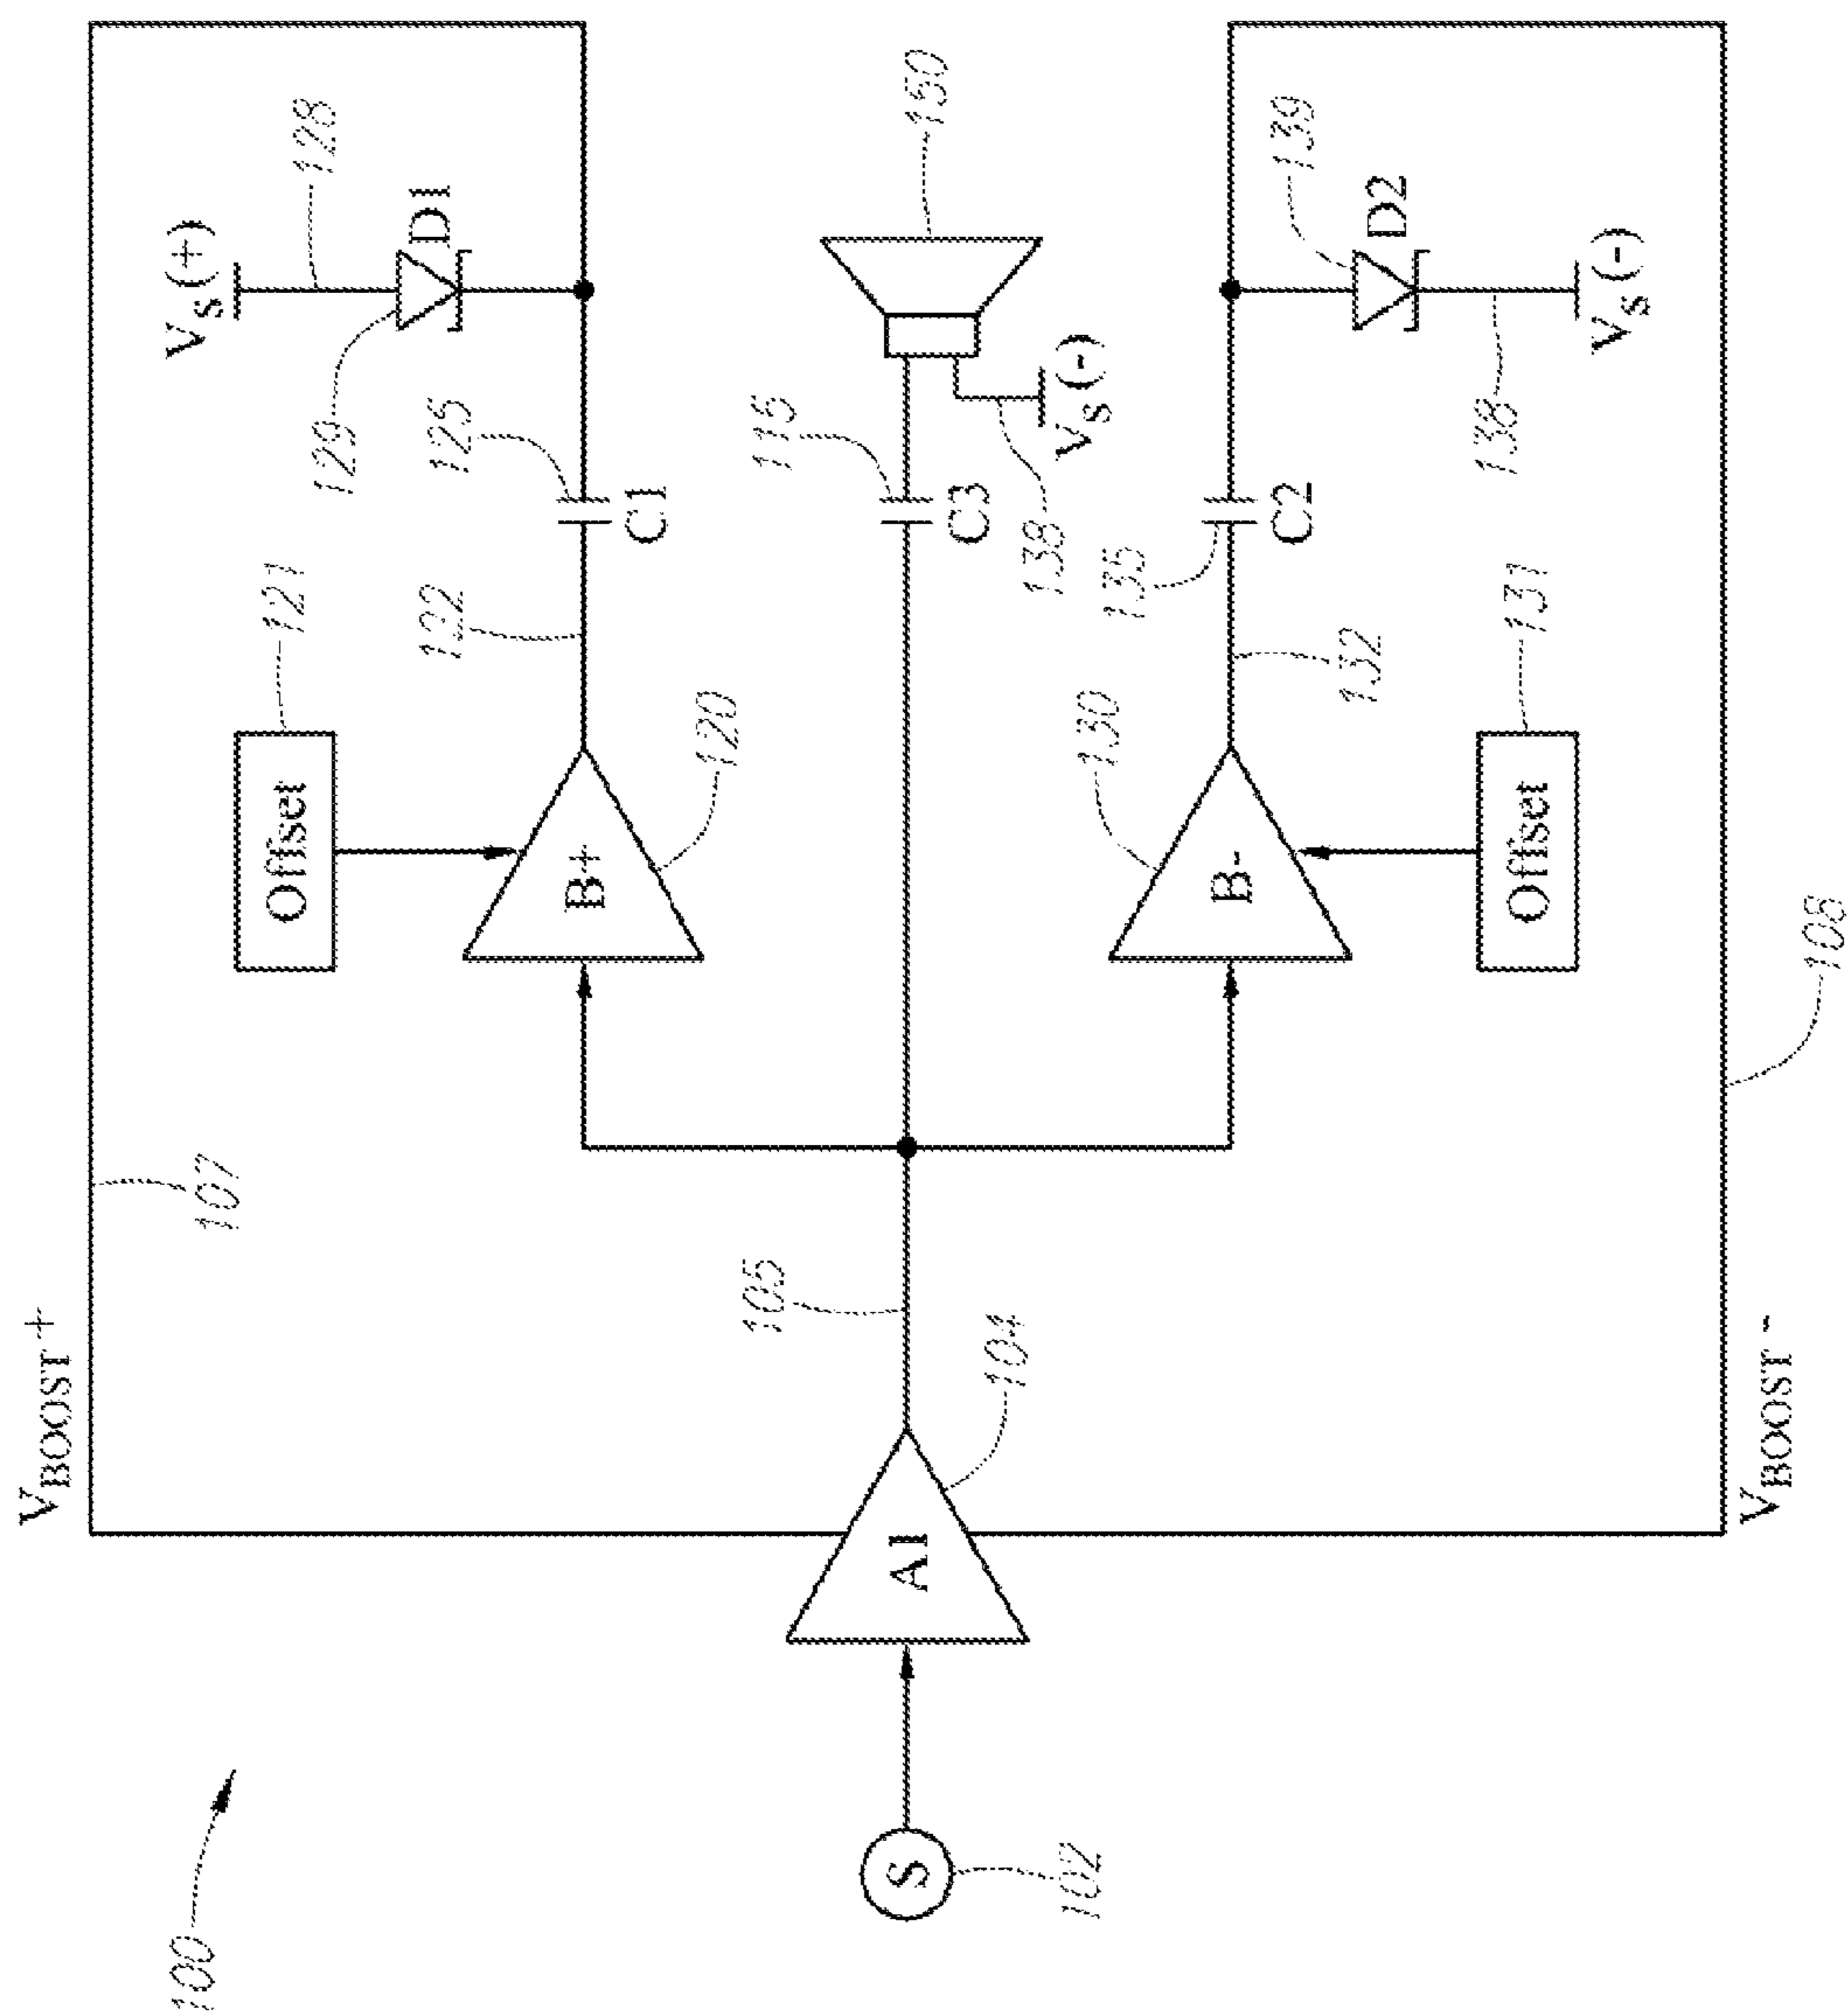 100
S
102
A1
104
105
V_BOOST +
107
V_BOOST -
108
Offset
121
B+
120
122
C1
125
V_S (+)
128
129
D1
C3
115
150
138
V_S (-)
B-
130
132
Offset
131
C2
135
139
D2
138
V_S (-)